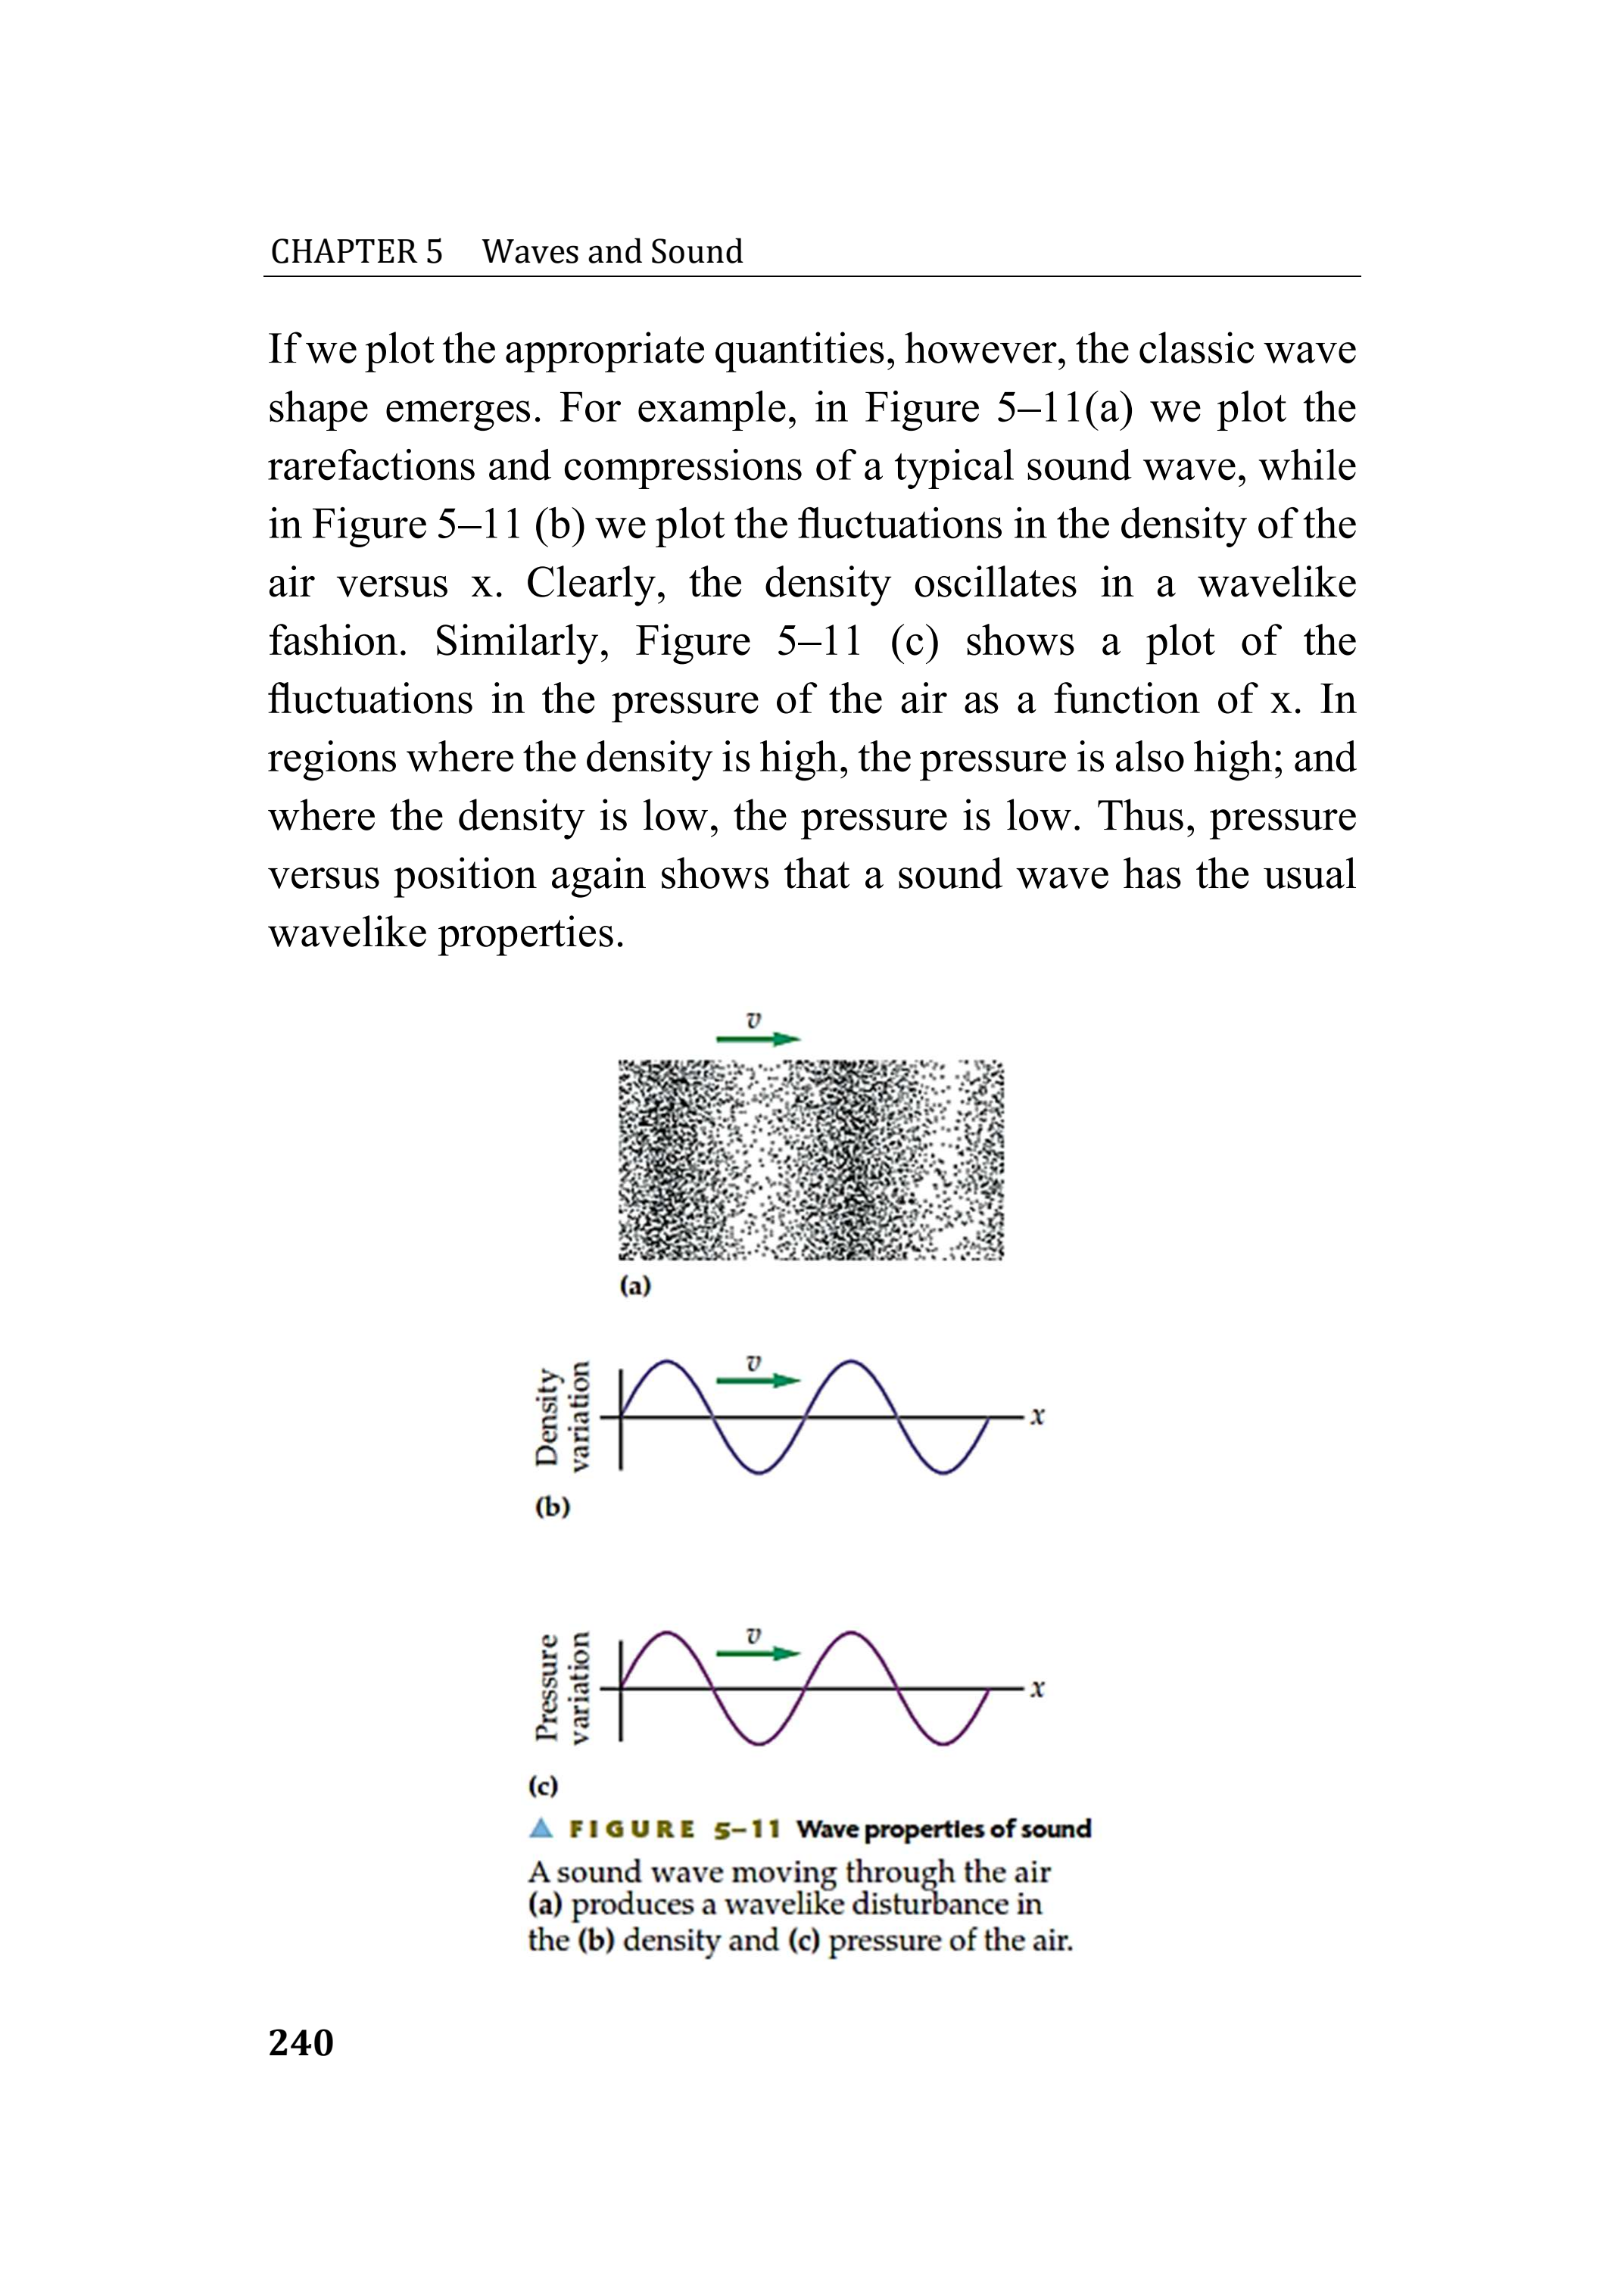 CHAPTER 5 Waves and Sound
If we plot the appropriate quantities, however, the classic wave
shape emerges. For example, in Figure 5–11(a) we plot the
rarefactions and compressions of a typical sound wave, while
in Figure 5–11 (b) we plot the fluctuations in the density of the
air versus x. Clearly, the density oscillates in a wavelike
fashion. Similarly, Figure 5–11 (c) shows a plot of the
fluctuations in the pressure of the air as a function of x. In
regions where the density is high, the pressure is also high; and
where the density is low, the pressure is low. Thus, pressure
versus position again shows that a sound wave has the usual
wavelike properties.
v
(a)
Density
variation
v
x
(b)
Pressure
variation
v
x
(c)
FIGURE 5–11 Wave properties of sound
A sound wave moving through the air
(a) produces a wavelike disturbance in
the (b) density and (c) pressure of the air.
240